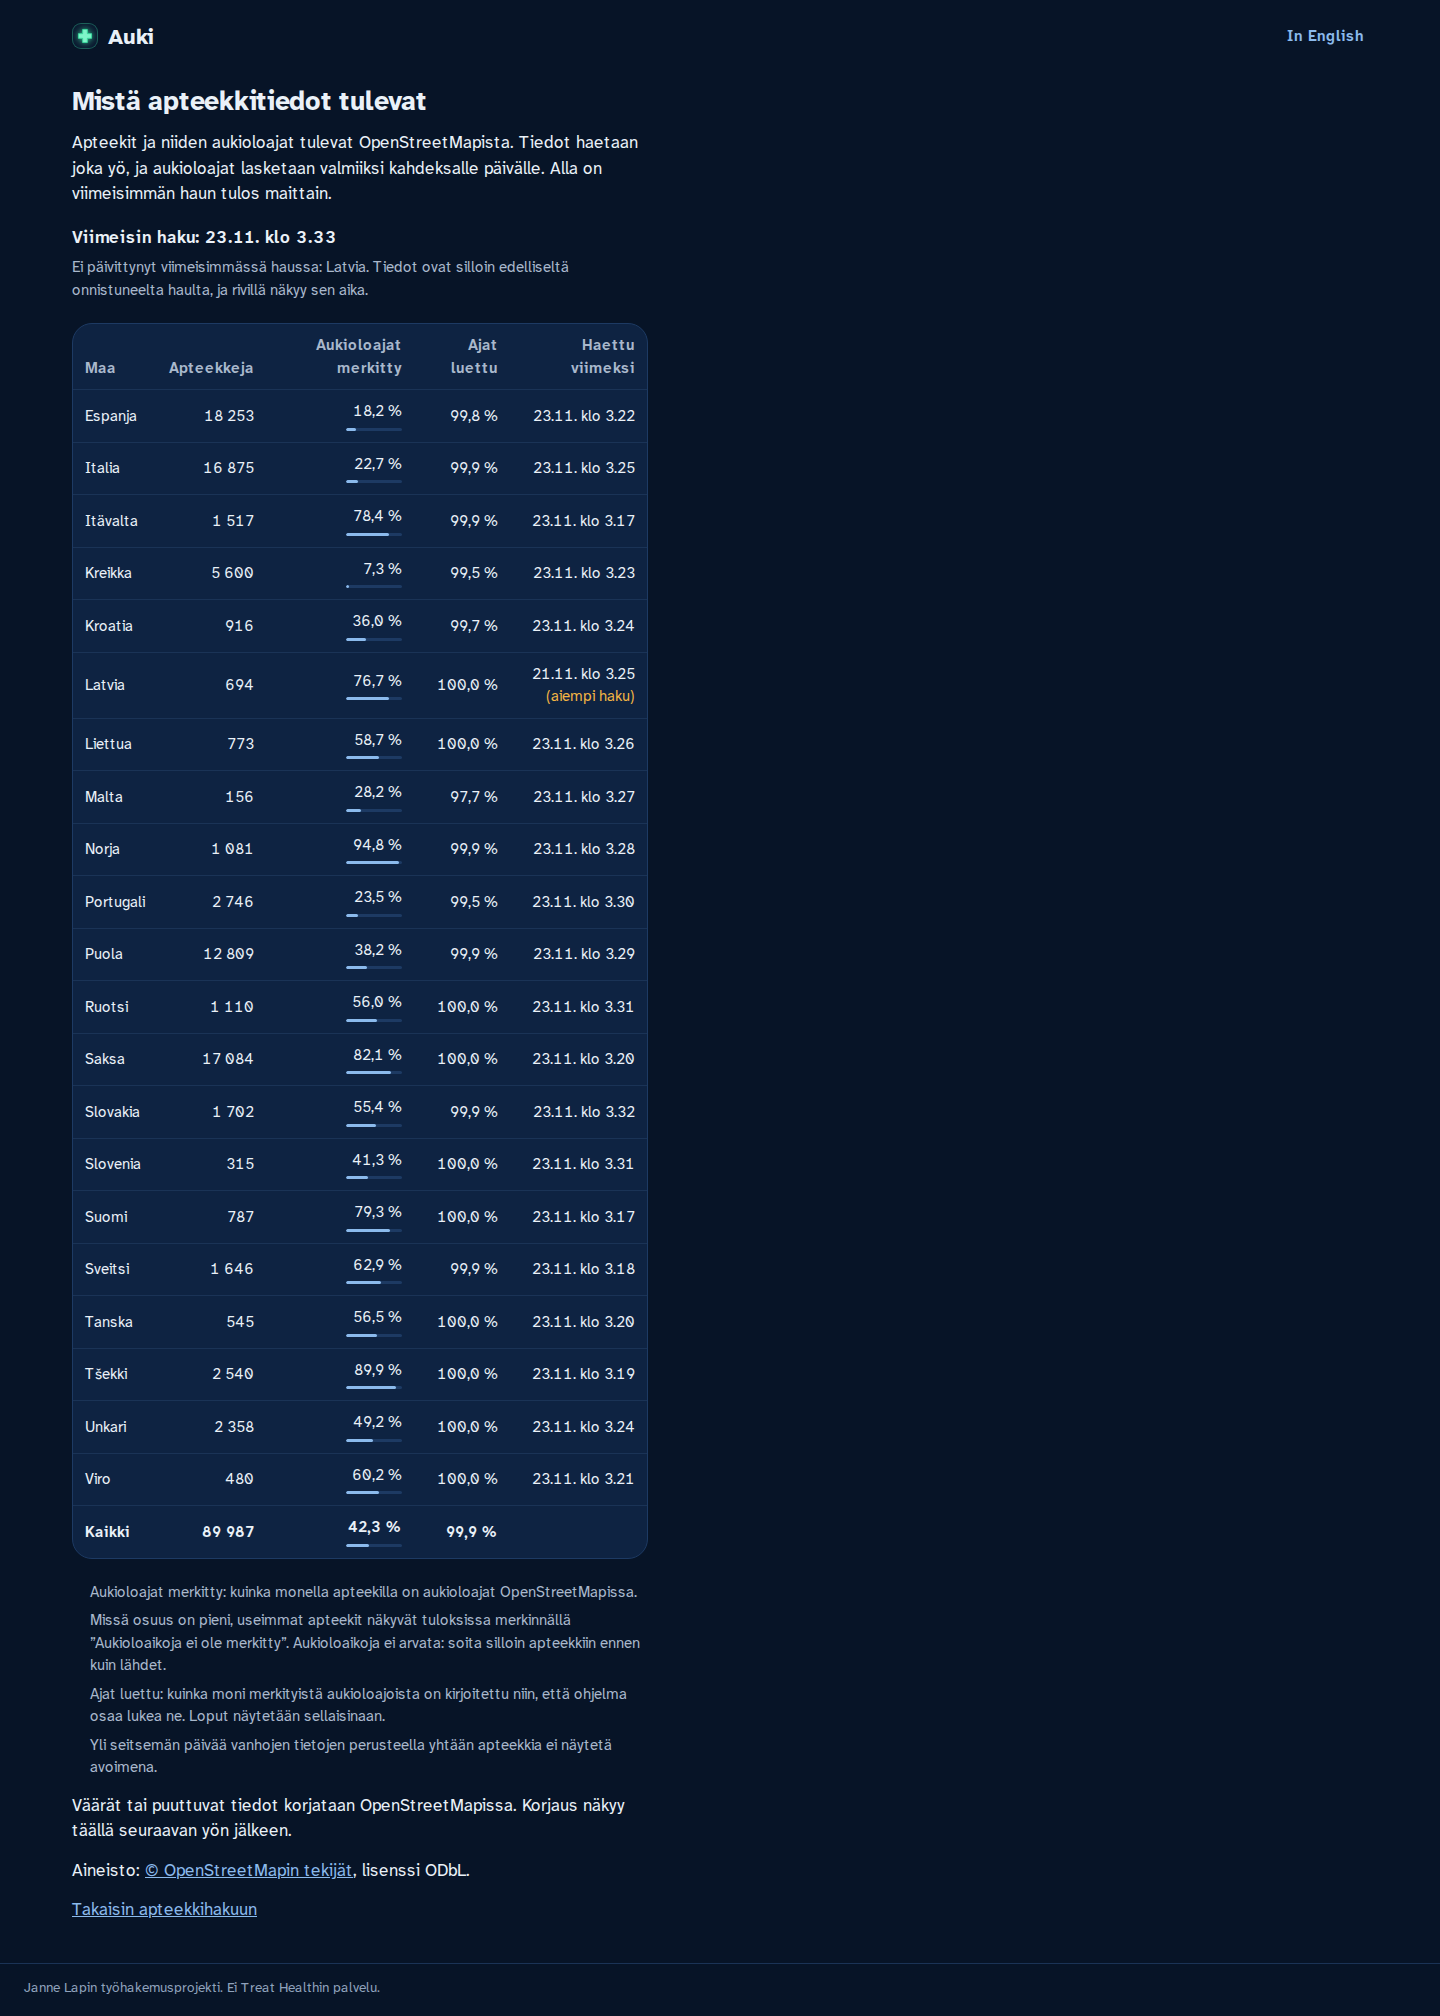 Auki
In English
Mistä apteekkitiedot tulevat
Apteekit ja niiden aukioloajat tulevat OpenStreetMapista. Tiedot haetaan
joka yö, ja aukioloajat lasketaan valmiiksi kahdeksalle päivälle. Alla on
viimeisimmän haun tulos maittain.
Viimeisin haku: 23.11. klo 3.33
Ei päivittynyt viimeisimmässä haussa: Latvia. Tiedot ovat silloin edelliseltä
onnistuneelta haulta, ja rivillä näkyy sen aika.
Maa Apteekkeja Aukioloajat merkitty Ajat luettu Haettu viimeksi
Espanja 18 253 18,2 % 99,8 % 23.11. klo 3.22
Italia 16 875 22,7 % 99,9 % 23.11. klo 3.25
Itävalta 1 517 78,4 % 99,9 % 23.11. klo 3.17
Kreikka 5 600 7,3 % 99,5 % 23.11. klo 3.23
Kroatia 916 36,0 % 99,7 % 23.11. klo 3.24
Latvia 694 76,7 % 100,0 % 21.11. klo 3.25 (aiempi haku)
Liettua 773 58,7 % 100,0 % 23.11. klo 3.26
Malta 156 28,2 % 97,7 % 23.11. klo 3.27
Norja 1 081 94,8 % 99,9 % 23.11. klo 3.28
Portugali 2 746 23,5 % 99,5 % 23.11. klo 3.30
Puola 12 809 38,2 % 99,9 % 23.11. klo 3.29
Ruotsi 1 110 56,0 % 100,0 % 23.11. klo 3.31
Saksa 17 084 82,1 % 100,0 % 23.11. klo 3.20
Slovakia 1 702 55,4 % 99,9 % 23.11. klo 3.32
Slovenia 315 41,3 % 100,0 % 23.11. klo 3.31
Suomi 787 79,3 % 100,0 % 23.11. klo 3.17
Sveitsi 1 646 62,9 % 99,9 % 23.11. klo 3.18
Tanska 545 56,5 % 100,0 % 23.11. klo 3.20
Tšekki 2 540 89,9 % 100,0 % 23.11. klo 3.19
Unkari 2 358 49,2 % 100,0 % 23.11. klo 3.24
Viro 480 60,2 % 100,0 % 23.11. klo 3.21
Kaikki 89 987 42,3 % 99,9 %
Aukioloajat merkitty: kuinka monella apteekilla on aukioloajat OpenStreetMapissa.
Missä osuus on pieni, useimmat apteekit näkyvät tuloksissa merkinnällä
”Aukioloaikoja ei ole merkitty”. Aukioloaikoja ei arvata: soita silloin apteekkiin ennen
kuin lähdet.
Ajat luettu: kuinka moni merkityistä aukioloajoista on kirjoitettu niin, että ohjelma
osaa lukea ne. Loput näytetään sellaisinaan.
Yli seitsemän päivää vanhojen tietojen perusteella yhtään apteekkia ei näytetä
avoimena.
Väärät tai puuttuvat tiedot korjataan OpenStreetMapissa. Korjaus näkyy
täällä seuraavan yön jälkeen.
Aineisto: © OpenStreetMapin tekijät, lisenssi ODbL.
Takaisin apteekkihakuun
Janne Lapin työhakemusprojekti. Ei Treat Healthin palvelu.